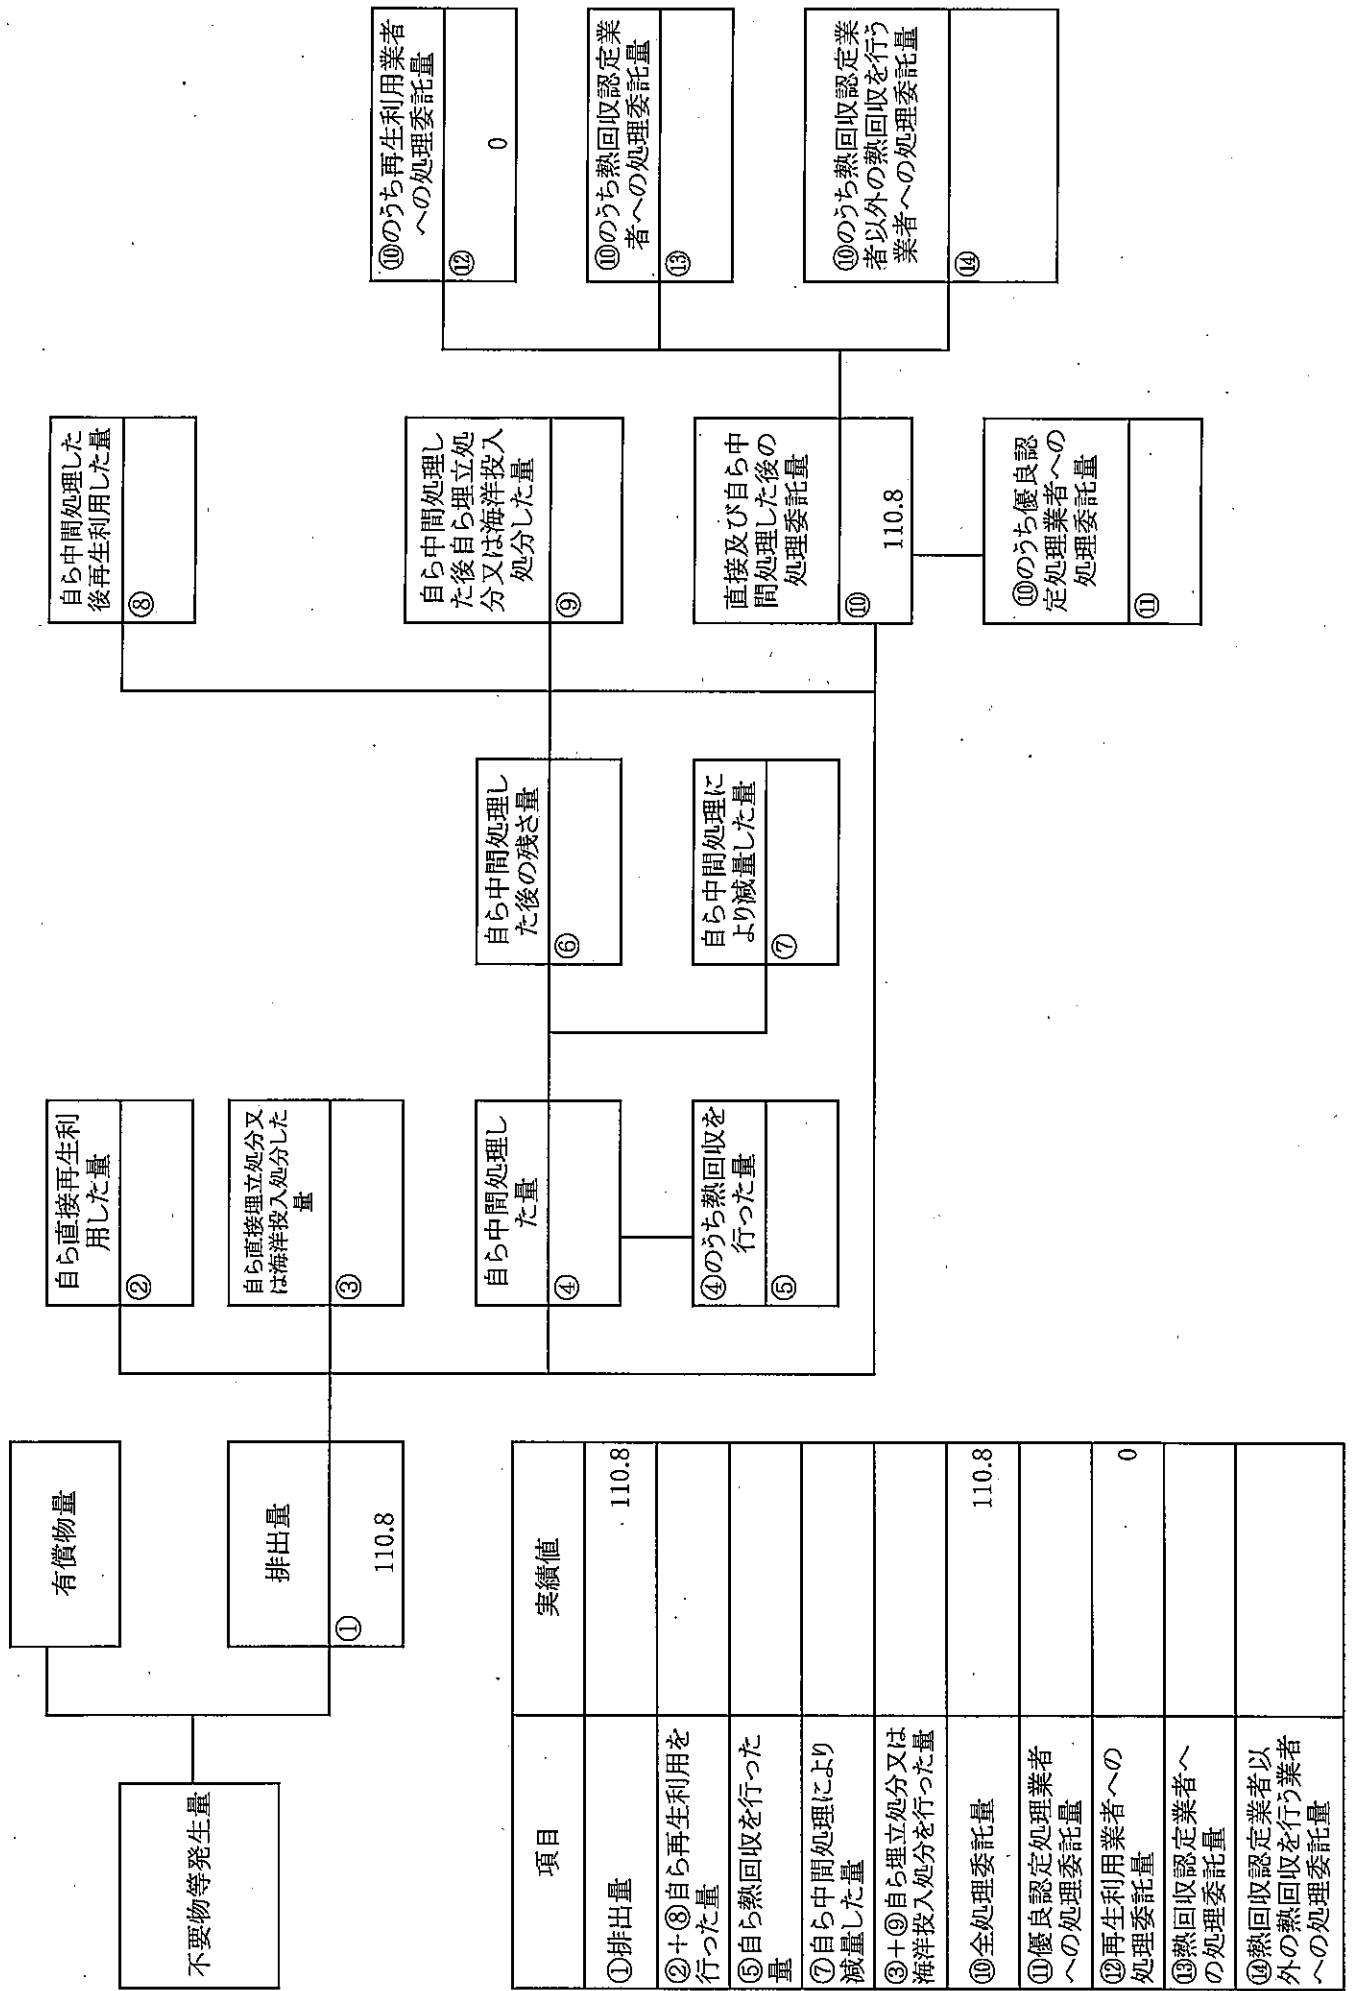 不要物等発生量
有償物量
排出量
①
110.8
自ら直接再生利
用した量
②
自ら直接埋立処分又
は海洋投入処分した
量
③
自ら中間処理し
た量
④
④のうち熱回収を
行った量
⑤
自ら中間処理し
た後の残さ量
⑥
自ら中間処理に
より減量した量
⑦
自ら中間処理した
後再生利用した量
⑧
自ら中間処理し
た後自ら埋立処
分又は海洋投入
処分した量
⑨
直接及び自ら中
間処理した後の
処理委託量
⑩
110.8
⑩のうち優良認
定処理業者への
処理委託量
⑪
⑩のうち再生利用業者
への処理委託量
⑫
0
⑩のうち熱回収認定業
者への処理委託量
⑬
⑩のうち熱回収認定業
者以外の熱回収を行う
業者への処理委託量
⑭
項目
実績値
①排出量
110.8
②+⑧自ら再生利用を
行った量
⑤自ら熱回収を行った
量
⑦自ら中間処理により
減量した量
③+⑨自ら埋立処分又は
海洋投入処分を行った量
⑩全処理委託量
110.8
⑪優良認定処理業者
への処理委託量
⑫再生利用業者への
処理委託量
0
⑬熱回収認定業者へ
の処理委託量
⑭熱回収認定業者以
外の熱回収を行う業者
への処理委託量